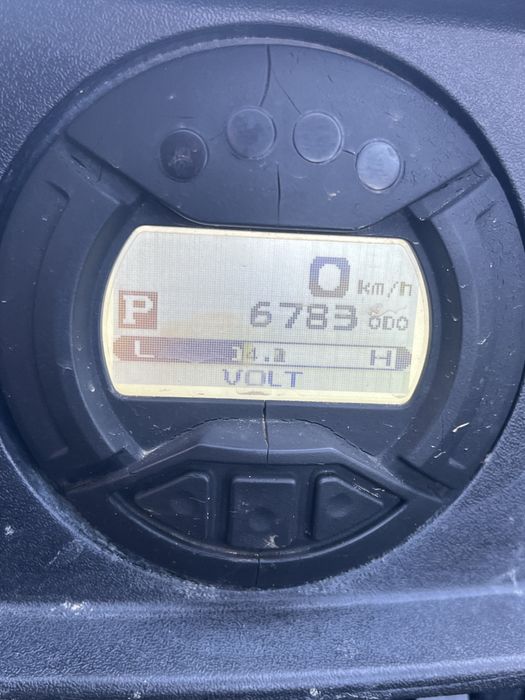 0 km/h
P 6783 ODO
L 14.1 H
VOLT